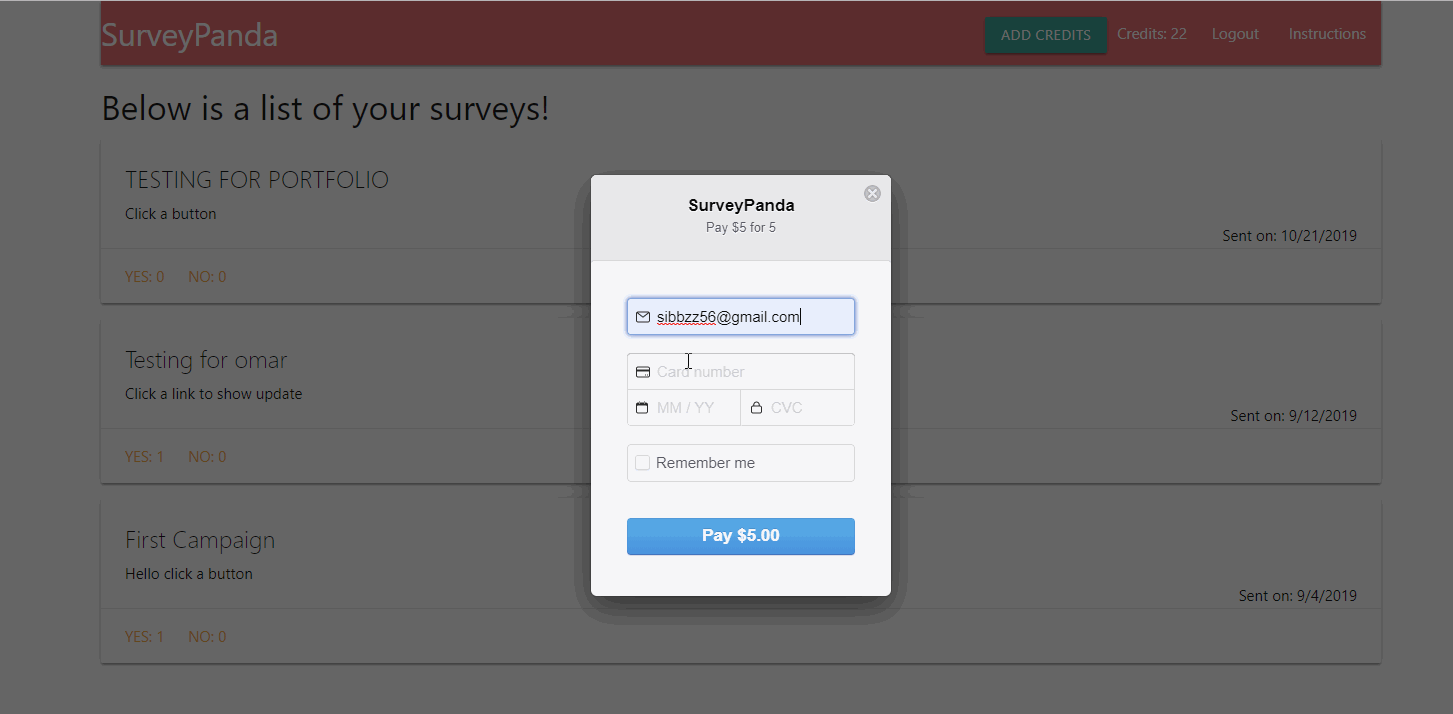 SurveyPanda
ADD CREDITS Credits: 22 Logout Instructions
Below is a list of your surveys!
TESTING FOR PORTFOLIO
Click a button
Sent on: 10/21/2019
YES: 0 NO: 0
Testing for omar
Click a link to show update
Sent on: 9/12/2019
YES: 1 NO: 0
First Campaign
Hello click a button
Sent on: 9/4/2019
YES: 1 NO: 0
SurveyPanda
Pay $5 for 5
sibbzz56@gmail.com
Card number
MM / YY CVC
Remember me
Pay $5.00